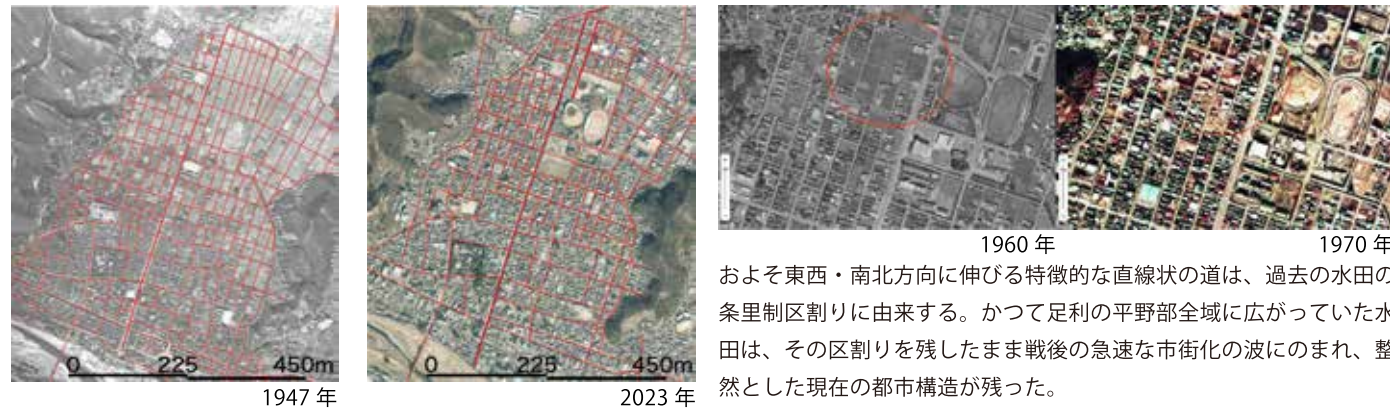 0 225 450m
1947 年
0 225 450m
2023 年
1960 年
1970 年
およそ東西・南北方向に伸びる特徴的な直線状の道は、過去の水田の
条里制区割りに由来する。かつて足利の平野部全域に広がっていた水
田は、その区割りを残したまま戦後の急速な市街化の波にのまれ、整
然とした現在の都市構造が残った。